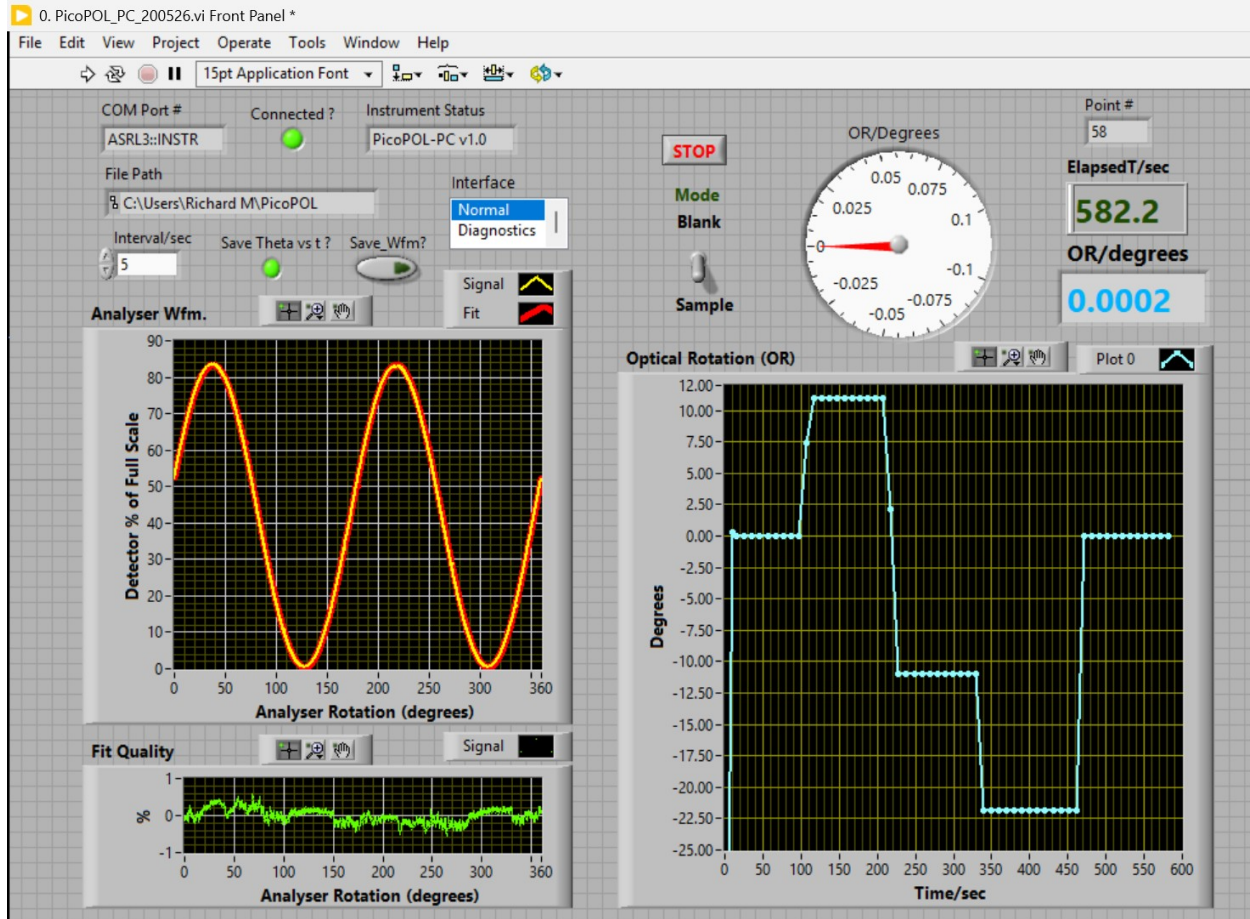 0. PicoPOL_PC_200526.vi Front Panel *
File Edit View Project Operate Tools Window Help
15pt Application Font
COM Port #
ASRL3::INSTR
Connected ?
Instrument Status
PicoPOL-PC v1.0
File Path
C:\Users\Richard M\PicoPOL
Interface
Normal
Diagnostics
Interval/sec
5
Save Theta vs t ?
Save_Wfm?
STOP
Mode
Blank
Sample
OR/Degrees
-0
0.025
0.05
0.075
0.1
-0.1
-0.075
-0.05
-0.025
Point #
58
ElapsedT/sec
582.2
OR/degrees
0.0002
Analyser Wfm.
Signal
Fit
Detector % of Full Scale
90
80
70
60
50
40
30
20
10
0
0 50 100 150 200 250 300 360
Analyser Rotation (degrees)
Fit Quality
Signal
%
1
0
-1
0 50 100 150 200 250 300 360
Analyser Rotation (degrees)
Optical Rotation (OR)
Plot 0
Degrees
12.00
10.00
7.50
5.00
2.50
0.00
-2.50
-5.00
-7.50
-10.00
-12.50
-15.00
-17.50
-20.00
-22.50
-25.00
0 50 100 150 200 250 300 350 400 450 500 550 600
Time/sec